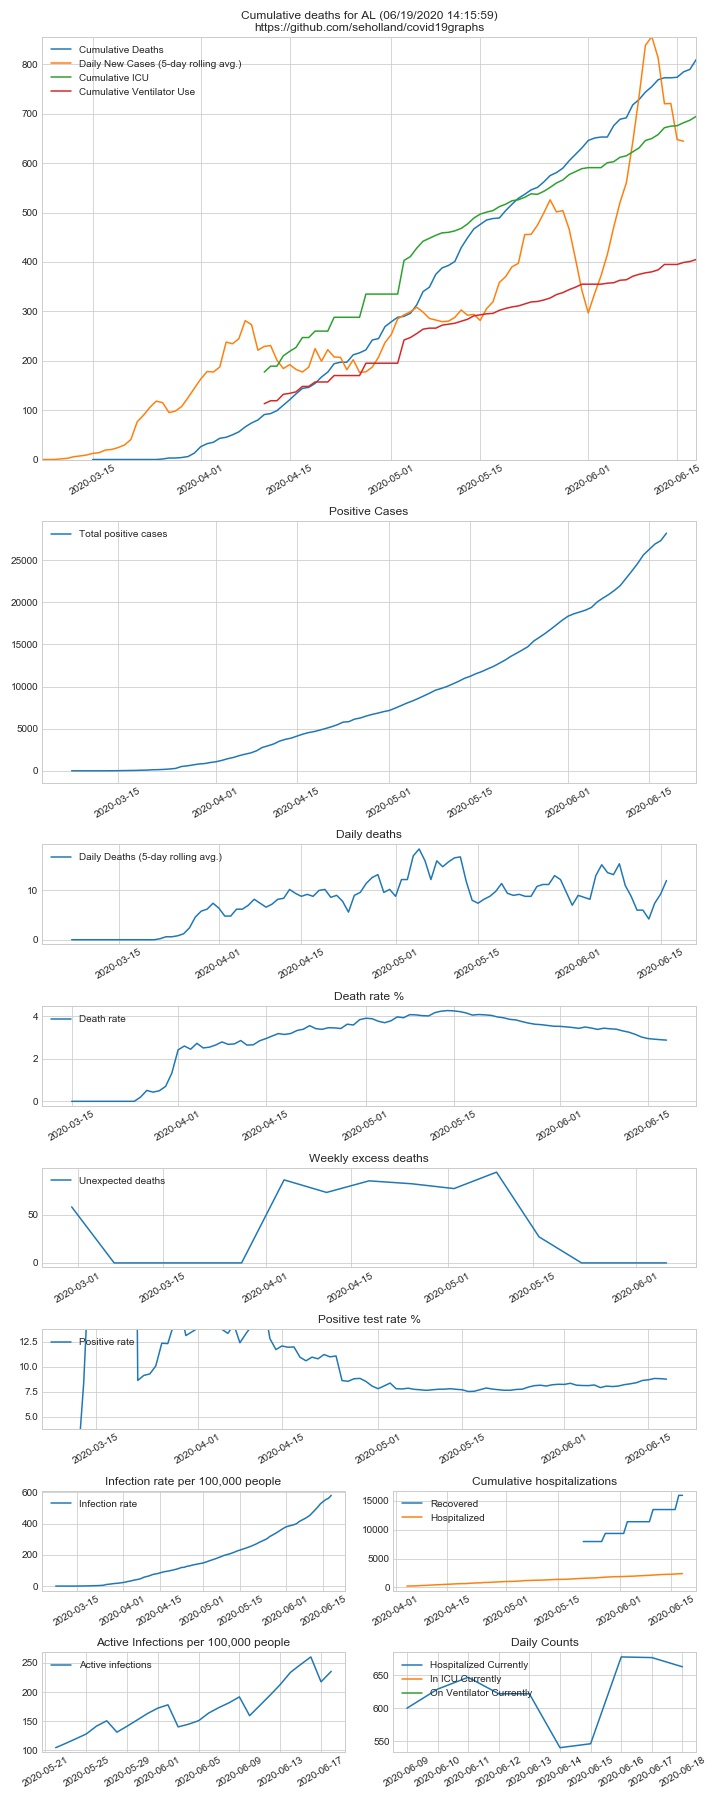 Cumulative deaths for AL (06/19/2020 14:15:59)
https://github.com/seholland/covid19graphs
Cumulative Deaths
Daily New Cases (5-day rolling avg.)
Cumulative ICU
Cumulative Ventilator Use
800
700
600
500
400
300
200
100
0
2020-03-15 2020-04-01 2020-04-15 2020-05-01 2020-05-15 2020-06-01 2020-06-15
Positive Cases
Total positive cases
25000
20000
15000
10000
5000
0
2020-03-15 2020-04-01 2020-04-15 2020-05-01 2020-05-15 2020-06-01 2020-06-15
Daily deaths
Daily Deaths (5-day rolling avg.)
10
0
2020-03-15 2020-04-01 2020-04-15 2020-05-01 2020-05-15 2020-06-01 2020-06-15
Death rate %
Death rate
4
2
0
2020-03-15 2020-04-01 2020-04-15 2020-05-01 2020-05-15 2020-06-01 2020-06-15
Weekly excess deaths
Unexpected deaths
50
0
2020-03-01 2020-03-15 2020-04-01 2020-04-15 2020-05-01 2020-05-15 2020-06-01
Positive test rate %
Positive rate
12.5
10.0
7.5
5.0
2020-03-15 2020-04-01 2020-04-15 2020-05-01 2020-05-15 2020-06-01 2020-06-15
Infection rate per 100,000 people
Infection rate
600
400
200
0
2020-03-15 2020-04-01 2020-04-15 2020-05-01 2020-05-15 2020-06-01 2020-06-15
Cumulative hospitalizations
Recovered
Hospitalized
15000
10000
5000
0
2020-04-01 2020-04-15 2020-05-01 2020-05-15 2020-06-01 2020-06-15
Active Infections per 100,000 people
Active infections
250
200
150
100
2020-05-21 2020-05-25 2020-05-29 2020-06-01 2020-06-05 2020-06-09 2020-06-13 2020-06-17
Daily Counts
Hospitalized Currently
In ICU Currently
On Ventilator Currently
650
600
550
2020-06-09 2020-06-10 2020-06-11 2020-06-12 2020-06-13 2020-06-14 2020-06-15 2020-06-16 2020-06-17 2020-06-18